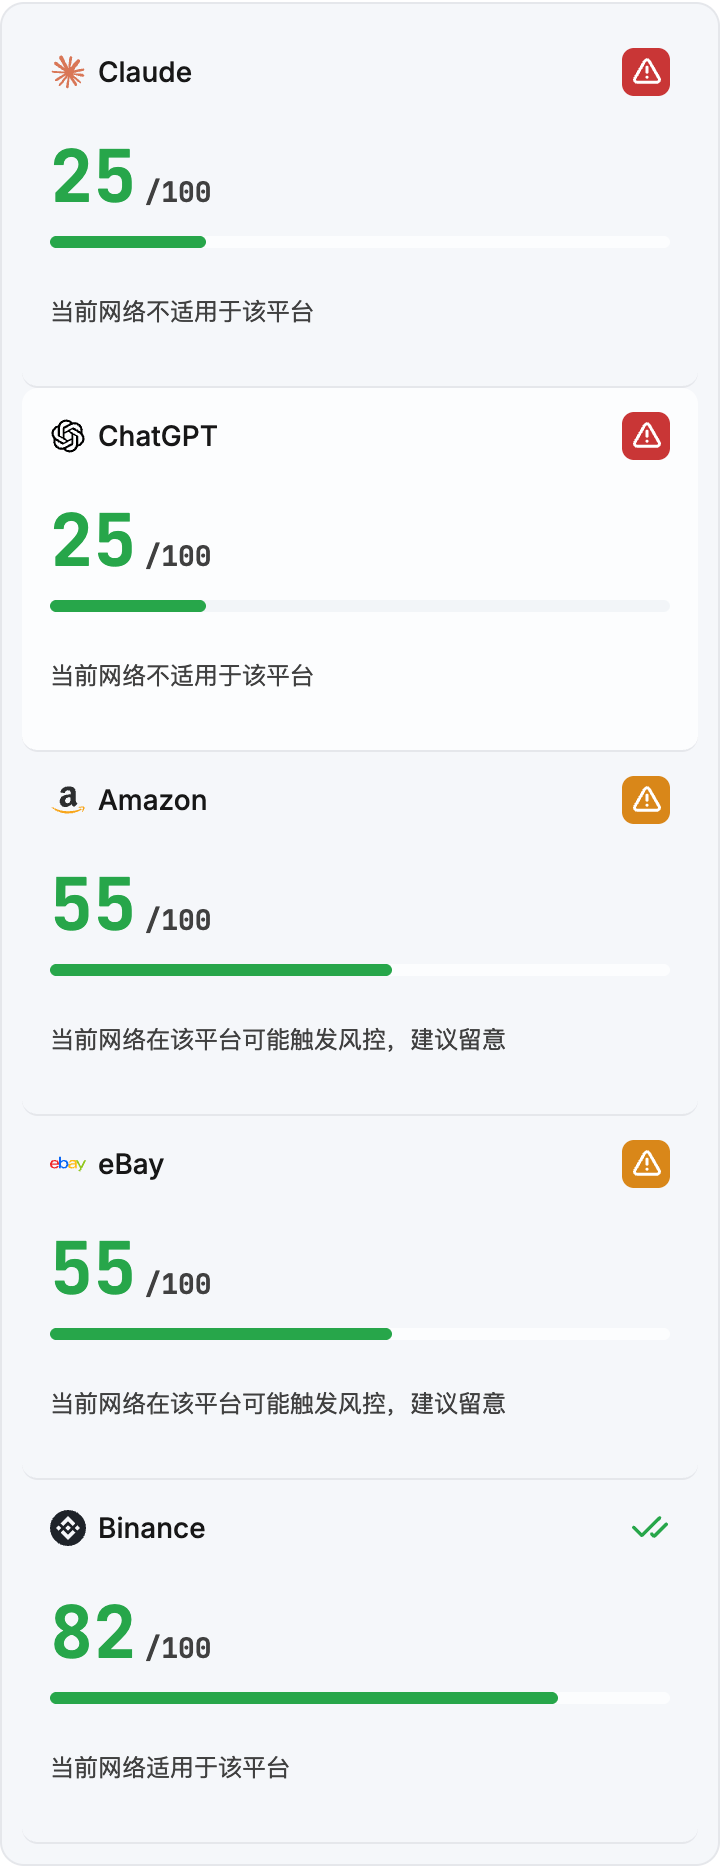 Claude
25 /100
当前网络不适用于该平台
ChatGPT
25 /100
当前网络不适用于该平台
a Amazon
55 /100
当前网络在该平台可能触发风控，建议留意
ebay eBay
55 /100
当前网络在该平台可能触发风控，建议留意
Binance
82 /100
当前网络适用于该平台